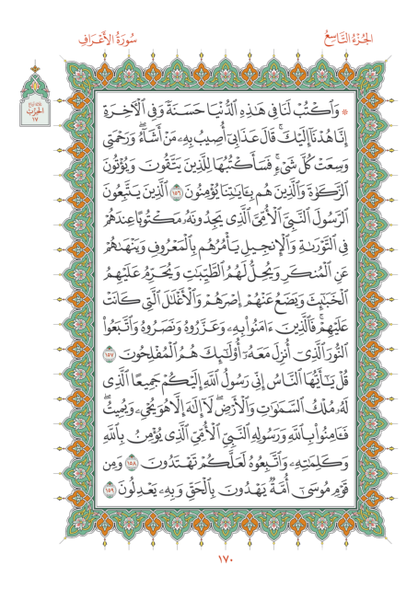 الجُزْءُ التَّاسِعُ
سُورَةُ الأَعْرَافِ
۞ وَٱكْتُبْ لَنَا فِي هَٰذِهِ ٱلدُّنْيَا حَسَنَةً وَفِي ٱلْأٓخِرَةِ
إِنَّا هُدْنَآ إِلَيْكَۚ قَالَ عَذَابِيٓ أُصِيبُ بِهِۦ مَنْ أَشَآءُۖ وَرَحْمَتِي
وَسِعَتْ كُلَّ شَيْءٍۚ فَسَأَكْتُبُهَا لِلَّذِينَ يَتَّقُونَ وَيُؤْتُونَ
ٱلزَّكَوٰةَ وَٱلَّذِينَ هُم بِـَٔايَٰتِنَا يُؤْمِنُونَ ١٥٦ ٱلَّذِينَ يَتَّبِعُونَ
ٱلرَّسُولَ ٱلنَّبِيَّ ٱلْأُمِّيَّ ٱلَّذِي يَجِدُونَهُۥ مَكْتُوبًا عِندَهُمْ
فِي ٱلتَّوْرَىٰةِ وَٱلْإِنجِيلِ يَأْمُرُهُم بِٱلْمَعْرُوفِ وَيَنْهَىٰهُمْ
عَنِ ٱلْمُنكَرِ وَيُحِلُّ لَهُمُ ٱلطَّيِّبَٰتِ وَيُحَرِّمُ عَلَيْهِمُ
ٱلْخَبَٰٓئِثَ وَيَضَعُ عَنْهُمْ إِصْرَهُمْ وَٱلْأَغْلَٰلَ ٱلَّتِي كَانَتْ
عَلَيْهِمْۚ فَٱلَّذِينَ ءَامَنُوا۟ بِهِۦ وَعَزَّرُوهُ وَنَصَرُوهُ وَٱتَّبَعُوا۟
ٱلنُّورَ ٱلَّذِيٓ أُنزِلَ مَعَهُۥٓ أُو۟لَٰٓئِكَ هُمُ ٱلْمُفْلِحُونَ ١٥٧
قُلْ يَٰٓأَيُّهَا ٱلنَّاسُ إِنِّي رَسُولُ ٱللَّهِ إِلَيْكُمْ جَمِيعًا ٱلَّذِي
لَهُۥ مُلْكُ ٱلسَّمَٰوَٰتِ وَٱلْأَرْضِۖ لَآ إِلَٰهَ إِلَّا هُوَ يُحْيِۦ وَيُمِيتُۖ
فَـَٔامِنُوا۟ بِٱللَّهِ وَرَسُولِهِ ٱلنَّبِيِّ ٱلْأُمِّيِّ ٱلَّذِي يُؤْمِنُ بِٱللَّهِ
وَكَلِمَٰتِهِۦ وَٱتَّبِعُوهُ لَعَلَّكُمْ تَهْتَدُونَ ١٥٨ وَمِن
قَوْمِ مُوسَىٰٓ أُمَّةٌ يَهْدُونَ بِٱلْحَقِّ وَبِهِۦ يَعْدِلُونَ ١٥٩
١٧٠